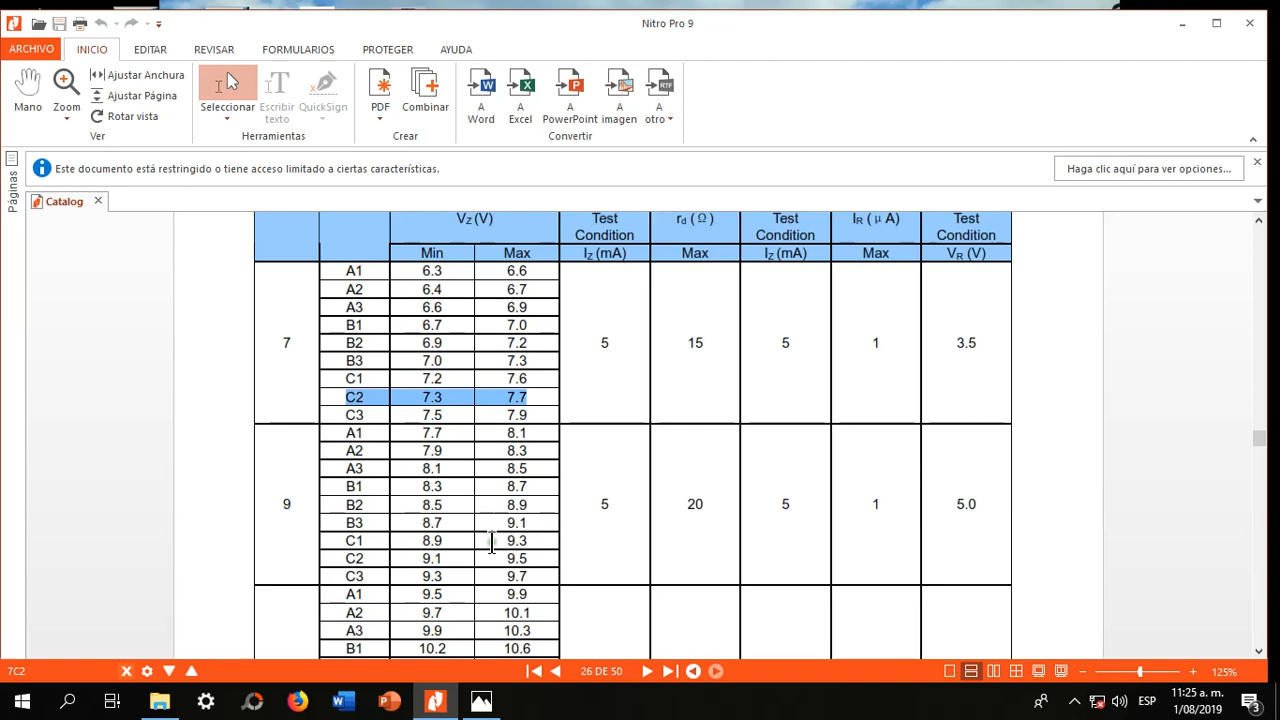 Nitro Pro 9
ARCHIVO INICIO EDITAR REVISAR FORMULARIOS PROTEGER AYUDA
Mano
Zoom
Ajustar Anchura
Ajustar Página
Rotar vista
Ver
Seleccionar
Escribir texto
QuickSign
Herramientas
PDF
Combinar
Crear
A Word
A Excel
A PowerPoint
A imagen
A otro
Convertir
Este documento está restringido o tiene acceso limitado a ciertas características.
Haga clic aquí para ver opciones...
Páginas
Catalog
VZ (V) Test Condition rd (Ω) Test Condition IR (μA) Test Condition
Min Max IZ (mA) Max IZ (mA) Max VR (V)
7 5 15 5 1 3.5
A1 6.3 6.6
A2 6.4 6.7
A3 6.6 6.9
B1 6.7 7.0
B2 6.9 7.2
B3 7.0 7.3
C1 7.2 7.6
C2 7.3 7.7
C3 7.5 7.9
9 5 20 5 1 5.0
A1 7.7 8.1
A2 7.9 8.3
A3 8.1 8.5
B1 8.3 8.7
B2 8.5 8.9
B3 8.7 9.1
C1 8.9 9.3
C2 9.1 9.5
C3 9.3 9.7
A1 9.5 9.9
A2 9.7 10.1
A3 9.9 10.3
B1 10.2 10.6
7C2
26 DE 50
125%
ESP
11:25 a. m.
1/08/2019
3